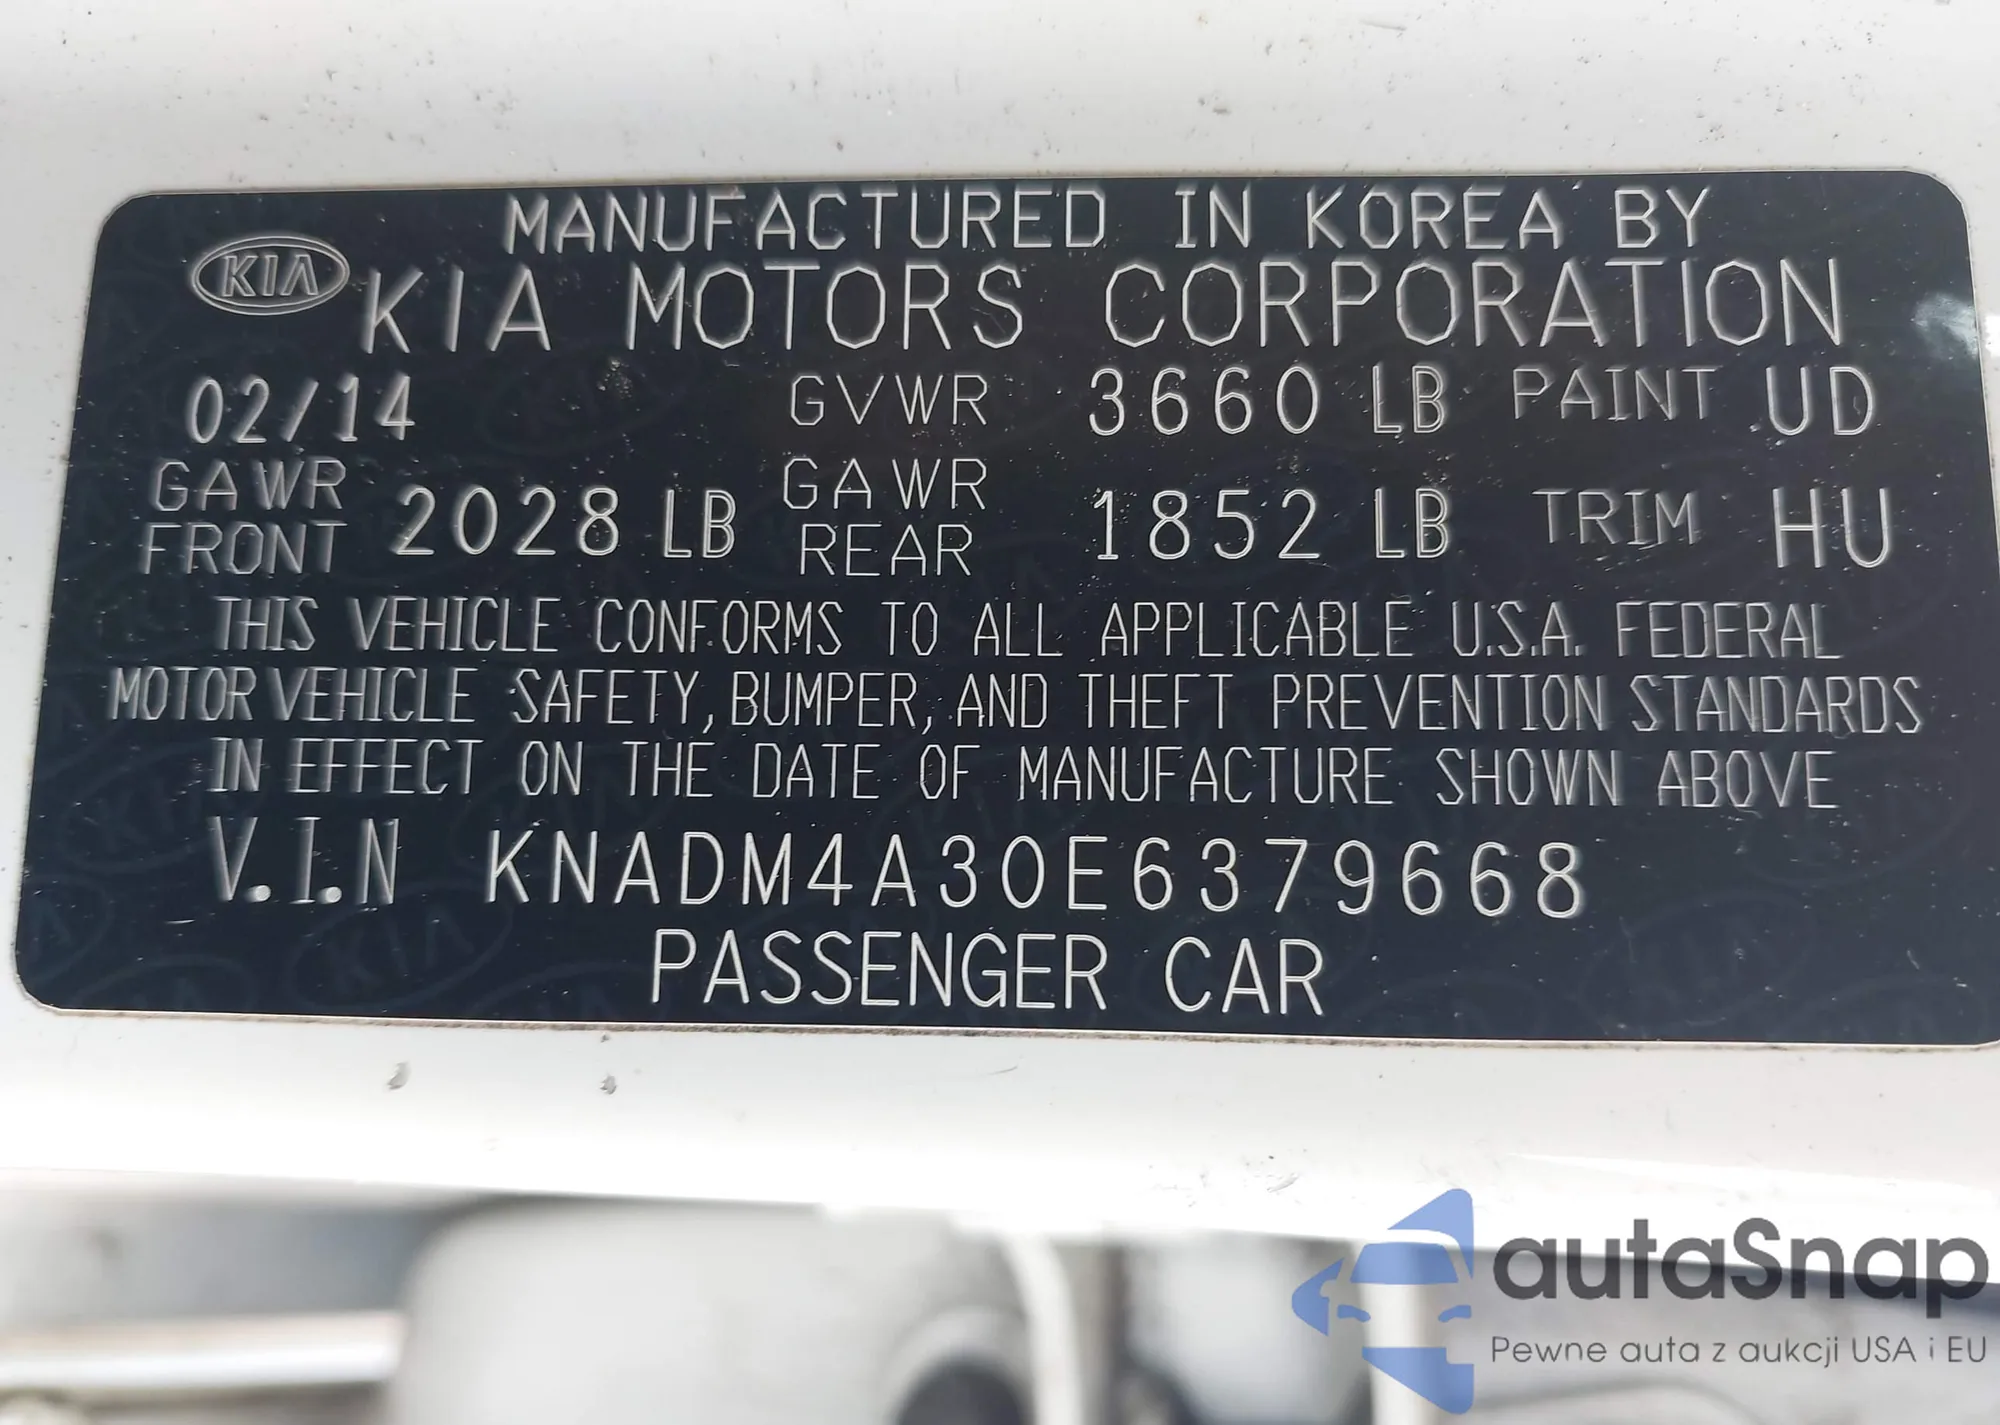 MANUFACTURED IN KOREA BY
KIA KIA MOTORS CORPORATION
02/14 GVWR 3660 LB PAINT UD
GAWR FRONT 2028 LB GAWR REAR 1852 LB TRIM HU
THIS VEHICLE CONFORMS TO ALL APPLICABLE U.S.A. FEDERAL
MOTOR VEHICLE SAFETY, BUMPER, AND THEFT PREVENTION STANDARDS
IN EFFECT ON THE DATE OF MANUFACTURE SHOWN ABOVE
V.I.N KNADM4A30E6379668
PASSENGER CAR
autaSnap
Pewne auta z aukcji USA i EU